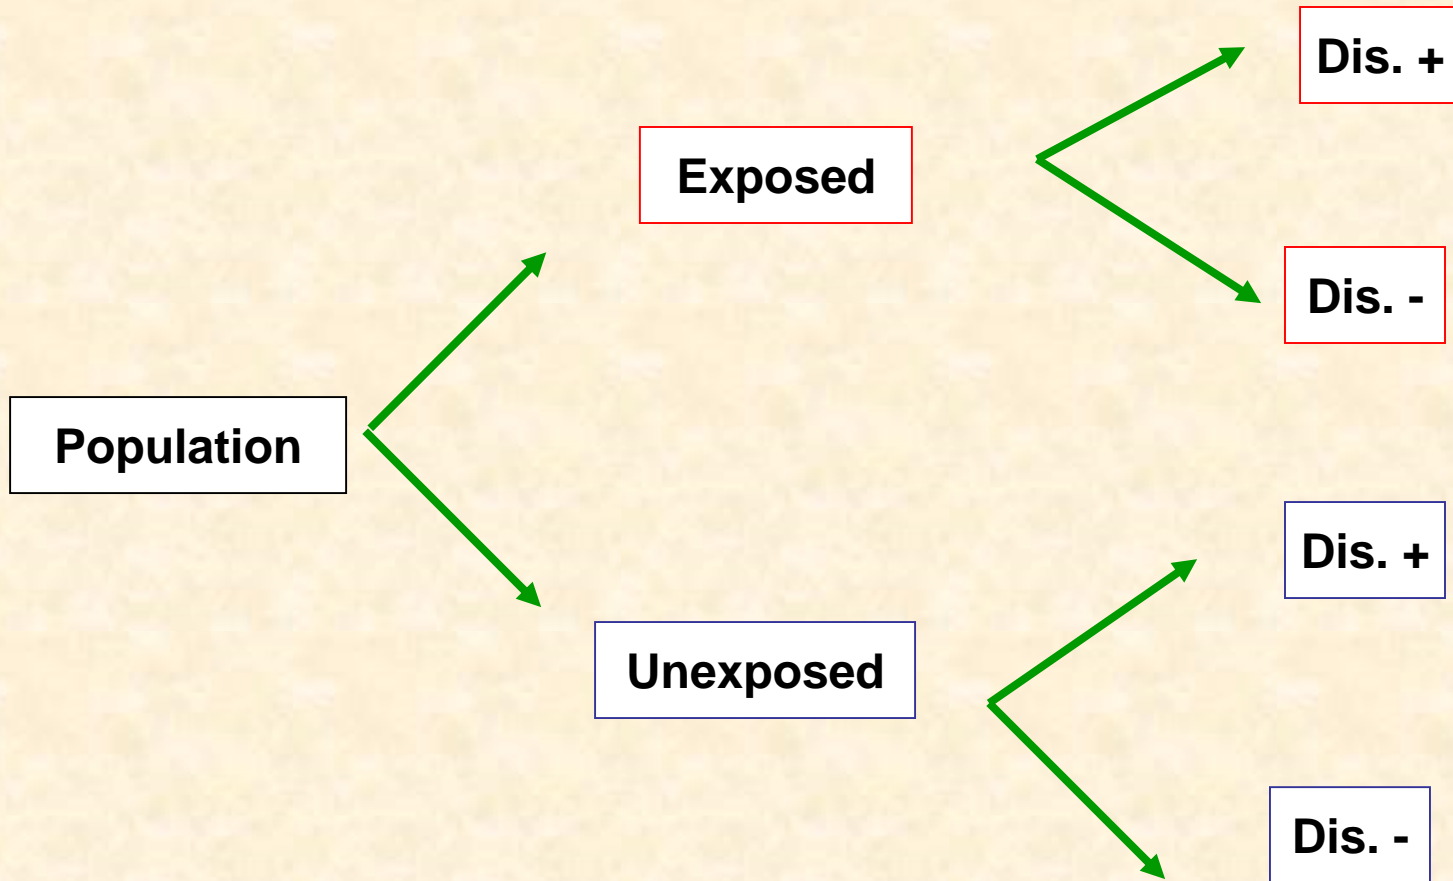 Dis. +
Exposed
Dis. -
Population
Dis. +
Unexposed
Dis. -